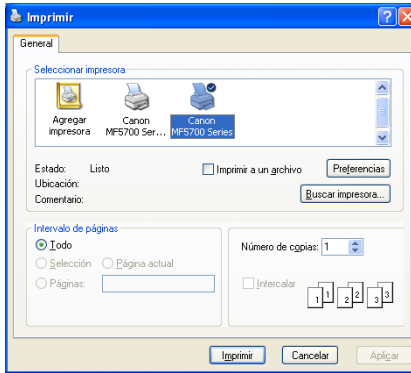 Imprimir
General
Seleccionar impresora
Agregar impresora
Canon MF5700 Ser...
Canon MF5700 Series
Estado: Listo
Ubicación:
Comentario:
Imprimir a un archivo
Preferencias
Buscar impresora...
Intervalo de páginas
Todo
Selección Página actual
Páginas:
Número de copias: 1
Intercalar
1 1 2 2 3 3
Imprimir Cancelar Aplicar